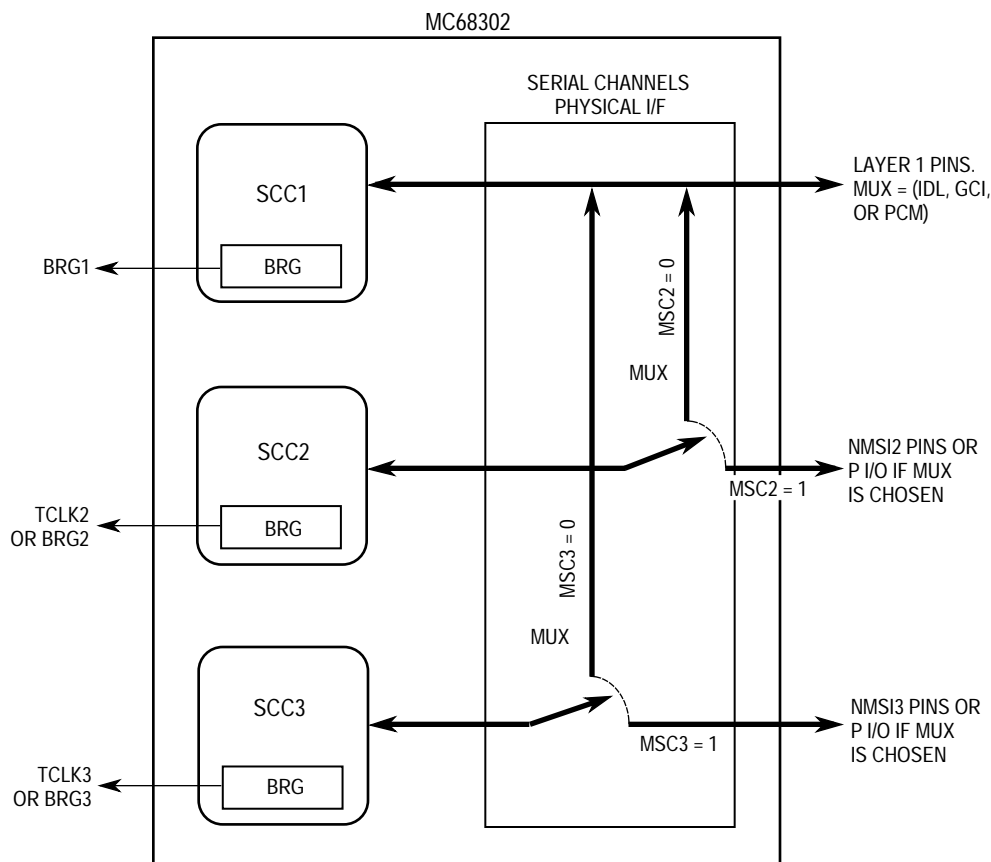 MC68302
SERIAL CHANNELS
PHYSICAL I/F
SCC1
BRG
BRG1
LAYER 1 PINS.
MUX = (IDL, GCI,
OR PCM)
MSC2 = 0
MUX
SCC2
BRG
TCLK2
OR BRG2
NMSI2 PINS OR
P I/O IF MUX
IS CHOSEN
MSC2 = 1
MSC3 = 0
MUX
SCC3
BRG
TCLK3
OR BRG3
MSC3 = 1
NMSI3 PINS OR
P I/O IF MUX
IS CHOSEN